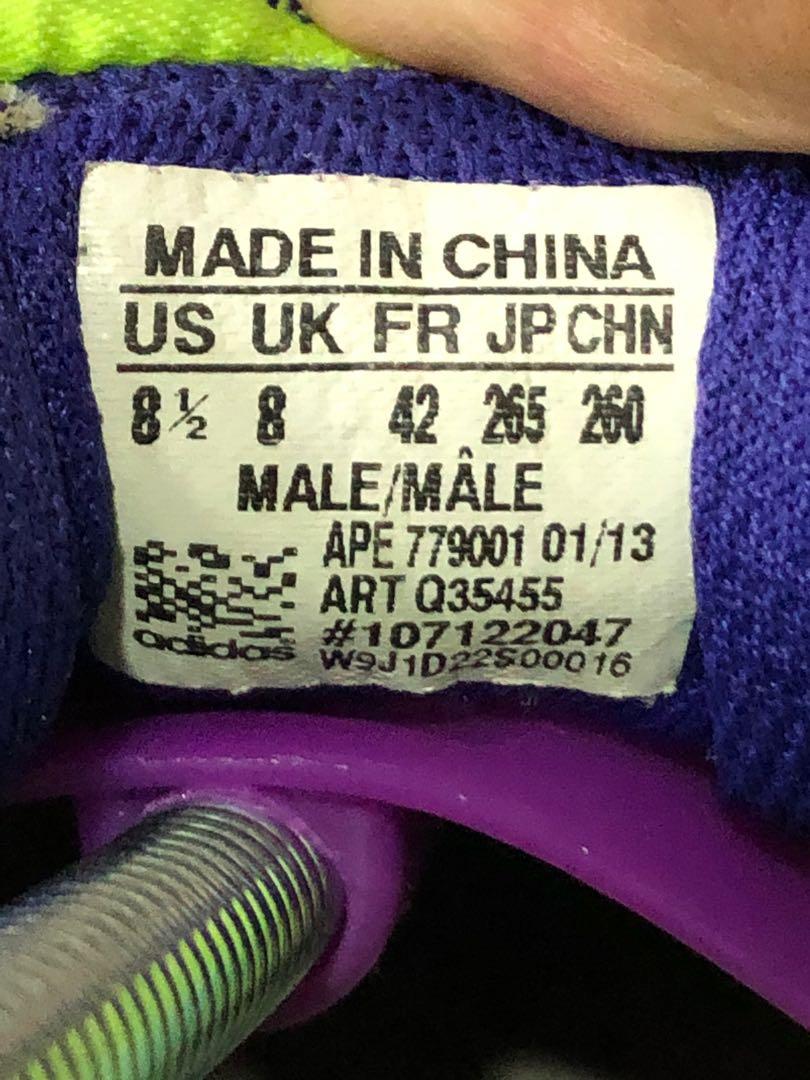 MADE IN CHINA
US UK FR JP CHN
8½ 8 42 265 260
MALE/MÂLE
APE 779001 01/13
ART Q35455
#107122047
adidas W9J1D22S00016